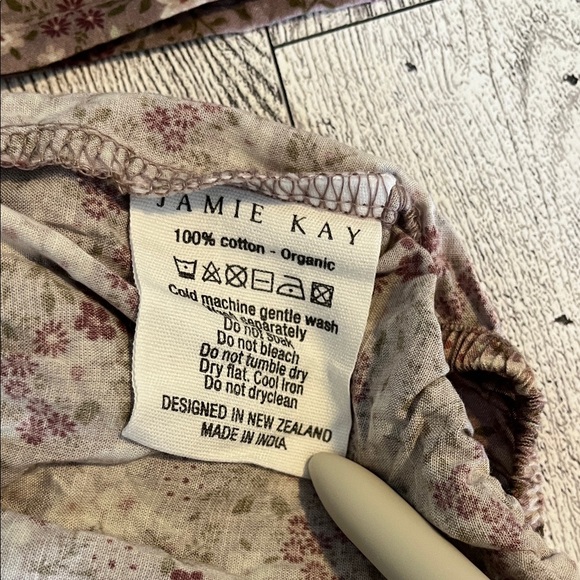 JAMIE KAY
100% cotton - Organic
Cold machine gentle wash
separately
Do not soak
Do not bleach
Do not tumble dry
Dry flat, Cool Iron
Do not dryclean
DESIGNED IN NEW ZEALAND
MADE IN INDIA